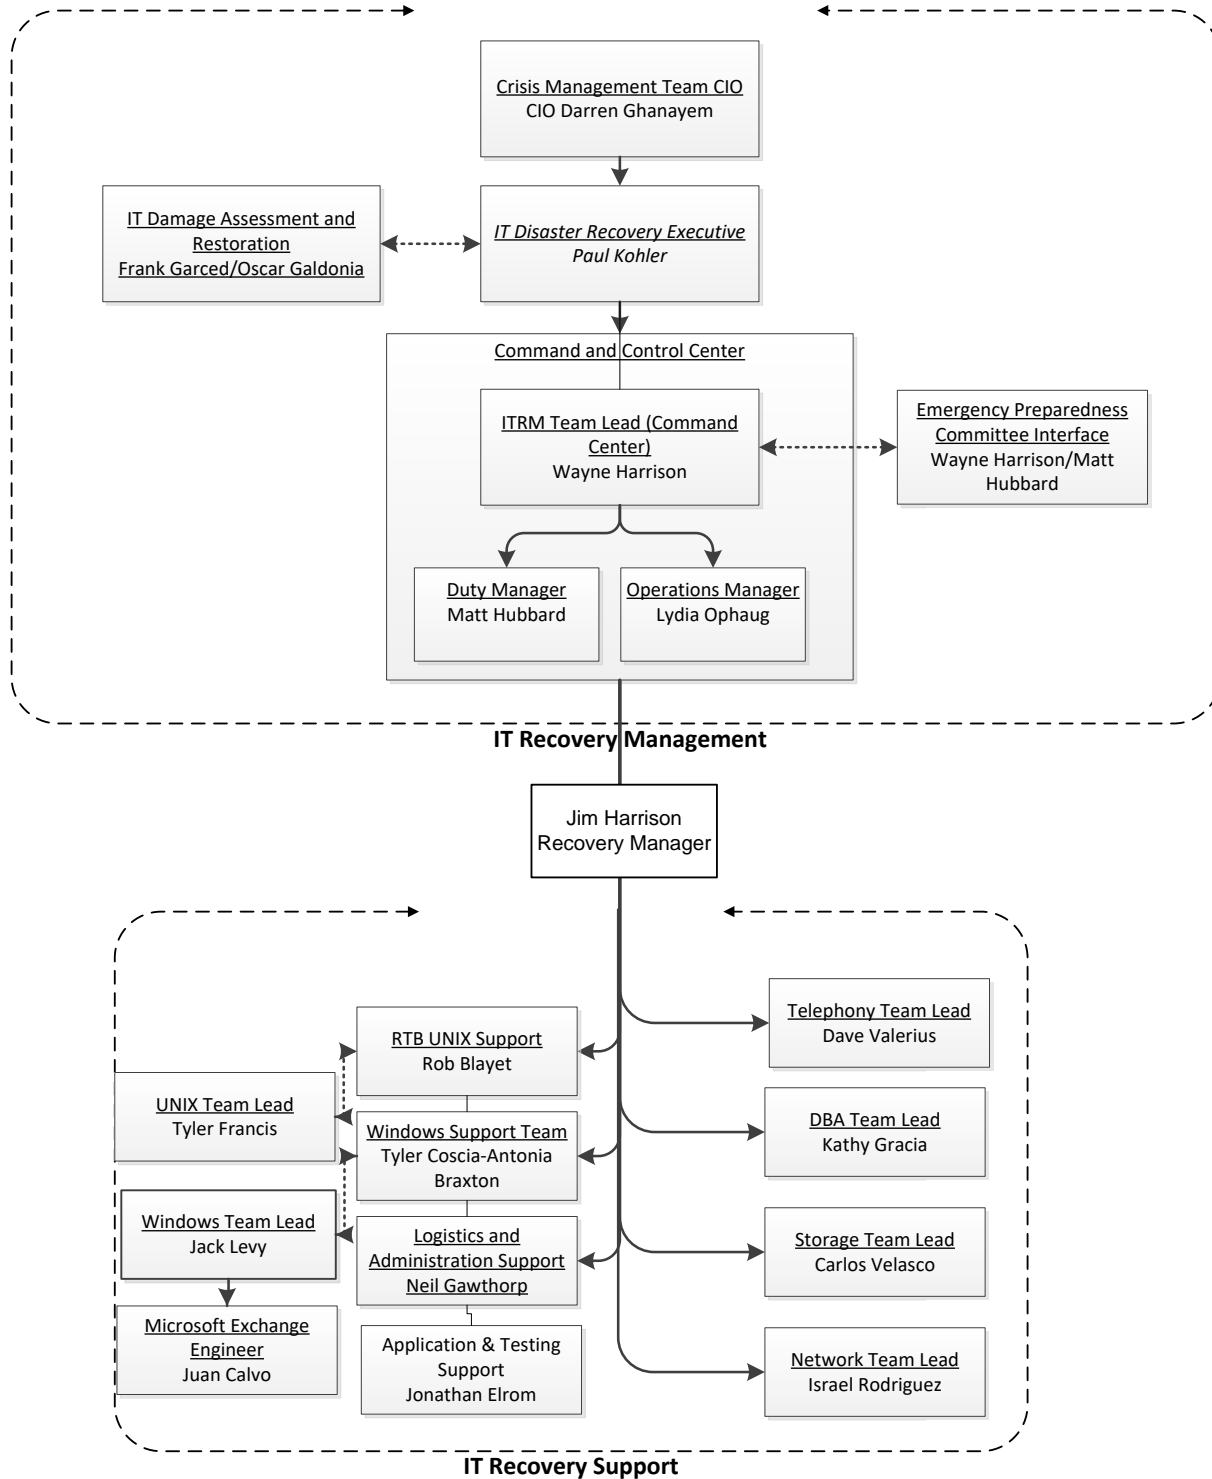 Crisis Management Team CIO
CIO Darren Ghanayem
IT Damage Assessment and
Restoration
Frank Garced/Oscar Galdonia
IT Disaster Recovery Executive
Paul Kohler
Command and Control Center
ITRM Team Lead (Command
Center)
Wayne Harrison
Emergency Preparedness
Committee Interface
Wayne Harrison/Matt
Hubbard
Duty Manager
Matt Hubbard
Operations Manager
Lydia Ophaug
IT Recovery Management
Jim Harrison
Recovery Manager
RTB UNIX Support
Rob Blayet
Telephony Team Lead
Dave Valerius
UNIX Team Lead
Tyler Francis
Windows Support Team
Tyler Coscia-Antonia
Braxton
DBA Team Lead
Kathy Gracia
Windows Team Lead
Jack Levy
Logistics and
Administration Support
Neil Gawthorp
Storage Team Lead
Carlos Velasco
Microsoft Exchange
Engineer
Juan Calvo
Application & Testing
Support
Jonathan Elrom
Network Team Lead
Israel Rodriguez
IT Recovery Support